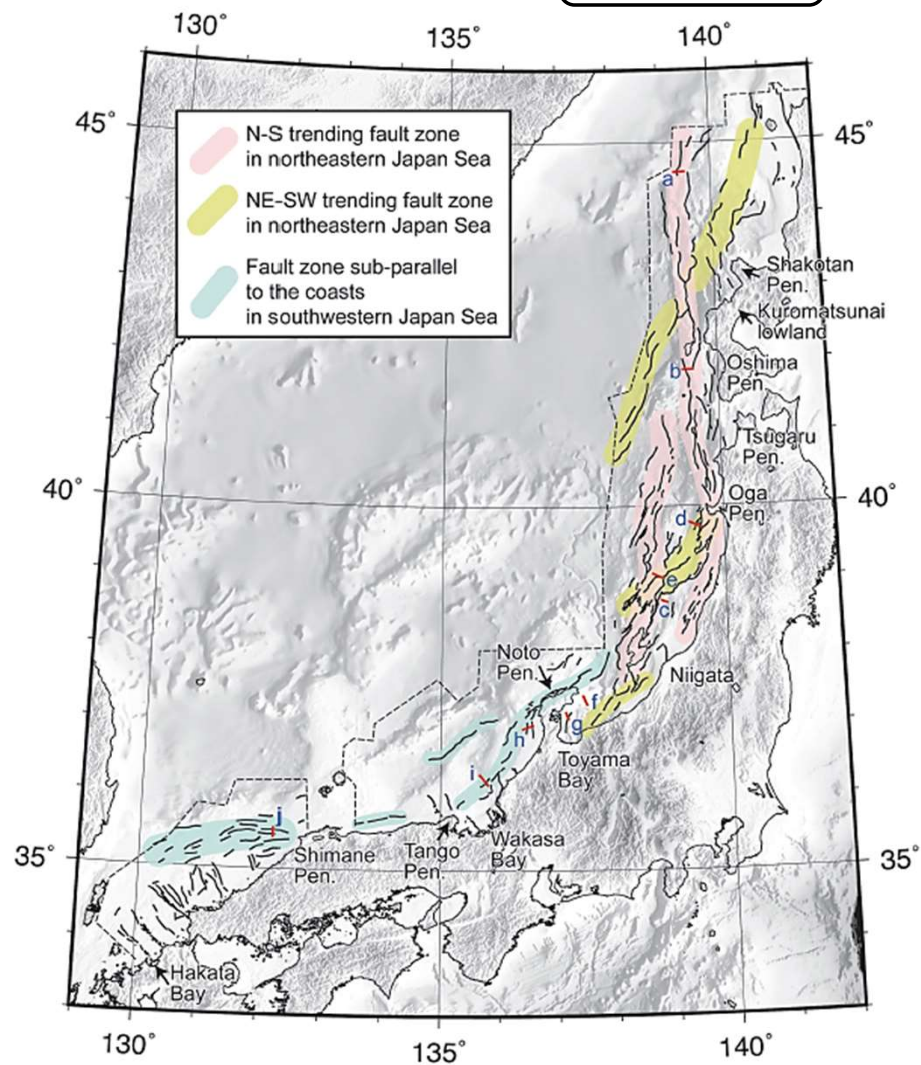 130°
135°
140°
45°
45°
N-S trending fault zone
in northeastern Japan Sea
NE-SW trending fault zone
in northeastern Japan Sea
Fault zone sub-parallel
to the coasts
in southwestern Japan Sea
a
Shakotan
Pen.
Kuromatsunai
lowland
b
Oshima
Pen.
Tsugaru
Pen.
40°
40°
Oga
Pen.
d
e
c
Noto
Pen.
Niigata
f
g
h
Toyama
Bay
i
j
Wakasa
Bay
Tango
Pen.
Shimane
Pen.
35°
35°
Hakata
Bay
130°
135°
140°